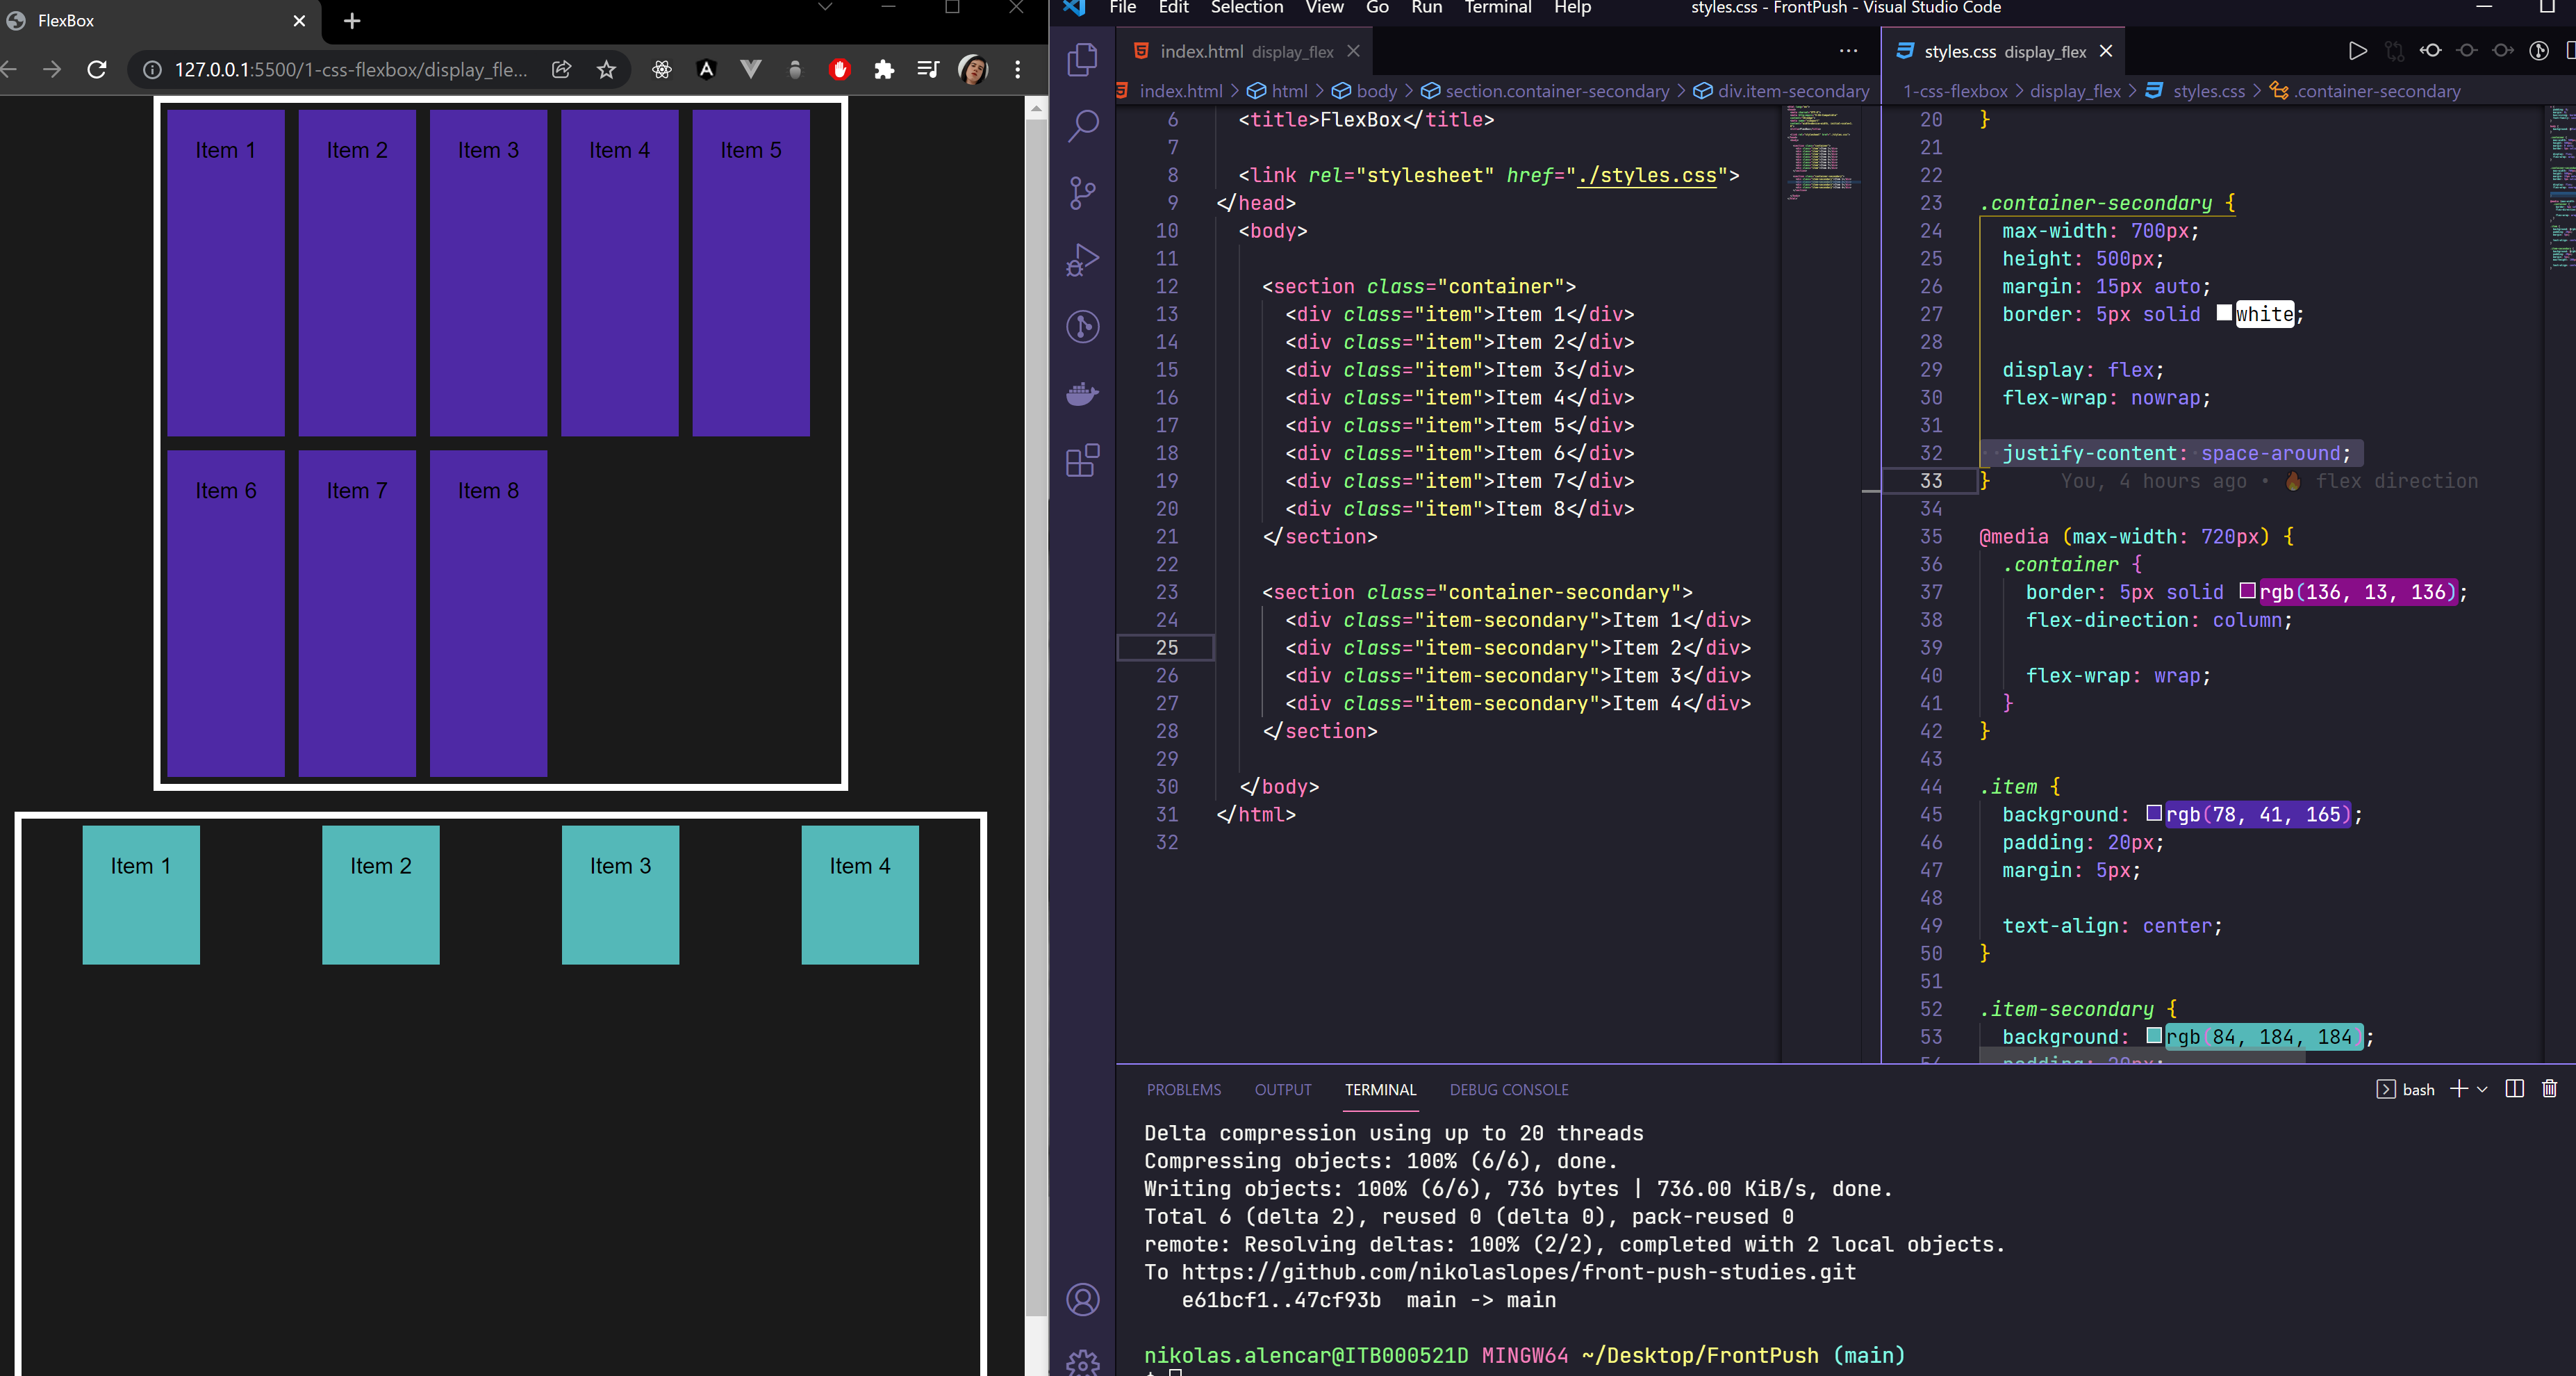 FlexBox
127.0.0.1:5500/1-css-flexbox/display_fle...
Item 1
Item 2
Item 3
Item 4
Item 5
Item 6
Item 7
Item 8
Item 1
Item 2
Item 3
Item 4
File Edit Selection View Go Run Terminal Help
styles.css - FrontPush - Visual Studio Code
index.html display_flex
index.html > html > body > section.container-secondary > div.item-secondary
6 <title>FlexBox</title>
7
8 <link rel="stylesheet" href="./styles.css">
9 </head>
10 <body>
11
12 <section class="container">
13 <div class="item">Item 1</div>
14 <div class="item">Item 2</div>
15 <div class="item">Item 3</div>
16 <div class="item">Item 4</div>
17 <div class="item">Item 5</div>
18 <div class="item">Item 6</div>
19 <div class="item">Item 7</div>
20 <div class="item">Item 8</div>
21 </section>
22
23 <section class="container-secondary">
24 <div class="item-secondary">Item 1</div>
25 <div class="item-secondary">Item 2</div>
26 <div class="item-secondary">Item 3</div>
27 <div class="item-secondary">Item 4</div>
28 </section>
29
30 </body>
31 </html>
32
styles.css display_flex
1-css-flexbox > display_flex > styles.css > .container-secondary
20 }
21
22
23 .container-secondary {
24 max-width: 700px;
25 height: 500px;
26 margin: 15px auto;
27 border: 5px solid white;
28
29 display: flex;
30 flex-wrap: nowrap;
31
32 justify-content: space-around;
33 } You, 4 hours ago • 🔥 flex direction
34
35 @media (max-width: 720px) {
36 .container {
37 border: 5px solid rgb(136, 13, 136);
38 flex-direction: column;
39
40 flex-wrap: wrap;
41 }
42 }
43
44 .item {
45 background: rgb(78, 41, 165);
46 padding: 20px;
47 margin: 5px;
48
49 text-align: center;
50 }
51
52 .item-secondary {
53 background: rgb(84, 184, 184);
54 padding: 20px;
PROBLEMS OUTPUT TERMINAL DEBUG CONSOLE
bash
Delta compression using up to 20 threads
Compressing objects: 100% (6/6), done.
Writing objects: 100% (6/6), 736 bytes | 736.00 KiB/s, done.
Total 6 (delta 2), reused 0 (delta 0), pack-reused 0
remote: Resolving deltas: 100% (2/2), completed with 2 local objects.
To https://github.com/nikolaslopes/front-push-studies.git
e61bcf1..47cf93b main -> main
nikolas.alencar@ITB000521D MINGW64 ~/Desktop/FrontPush (main)